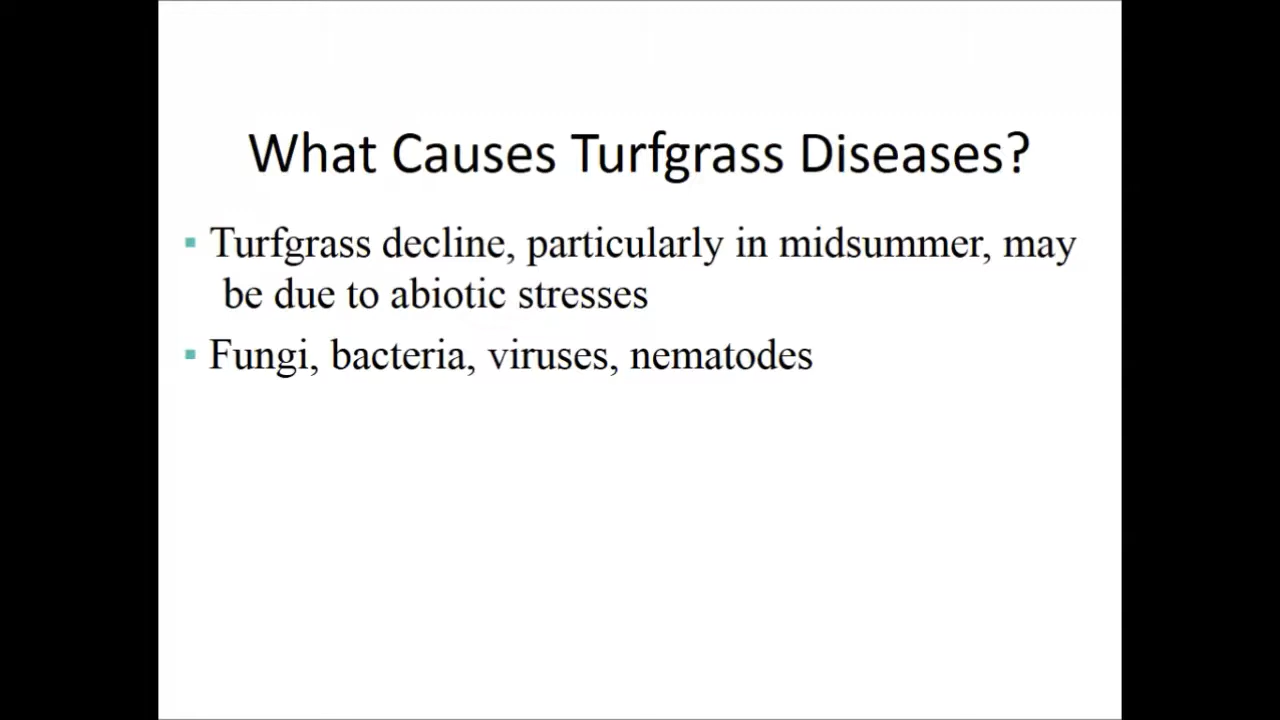 What Causes Turfgrass Diseases?
▪ Turfgrass decline, particularly in midsummer, may
be due to abiotic stresses
▪ Fungi, bacteria, viruses, nematodes